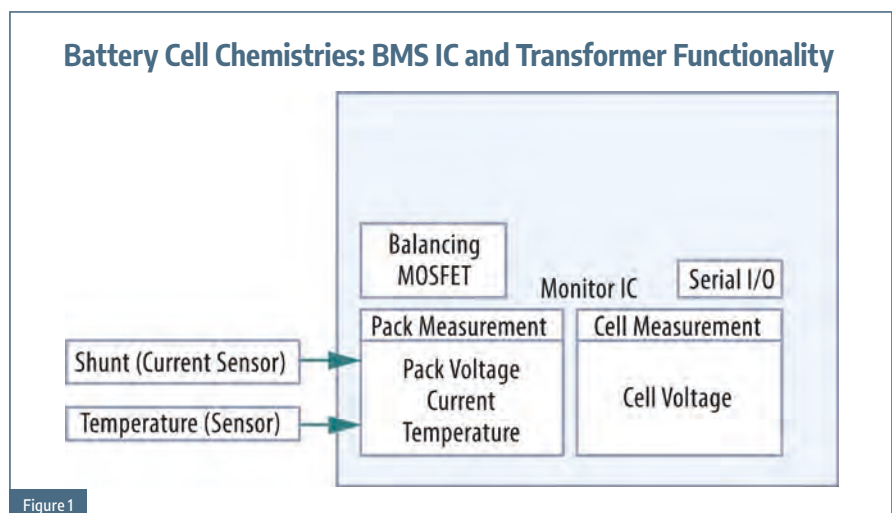 Battery Cell Chemistries: BMS IC and Transformer Functionality
Balancing
MOSFET
Monitor IC
Serial I/O
Pack Measurement
Cell Measurement
Shunt (Current Sensor)
Pack Voltage
Current
Temperature
Cell Voltage
Temperature (Sensor)
Figure 1